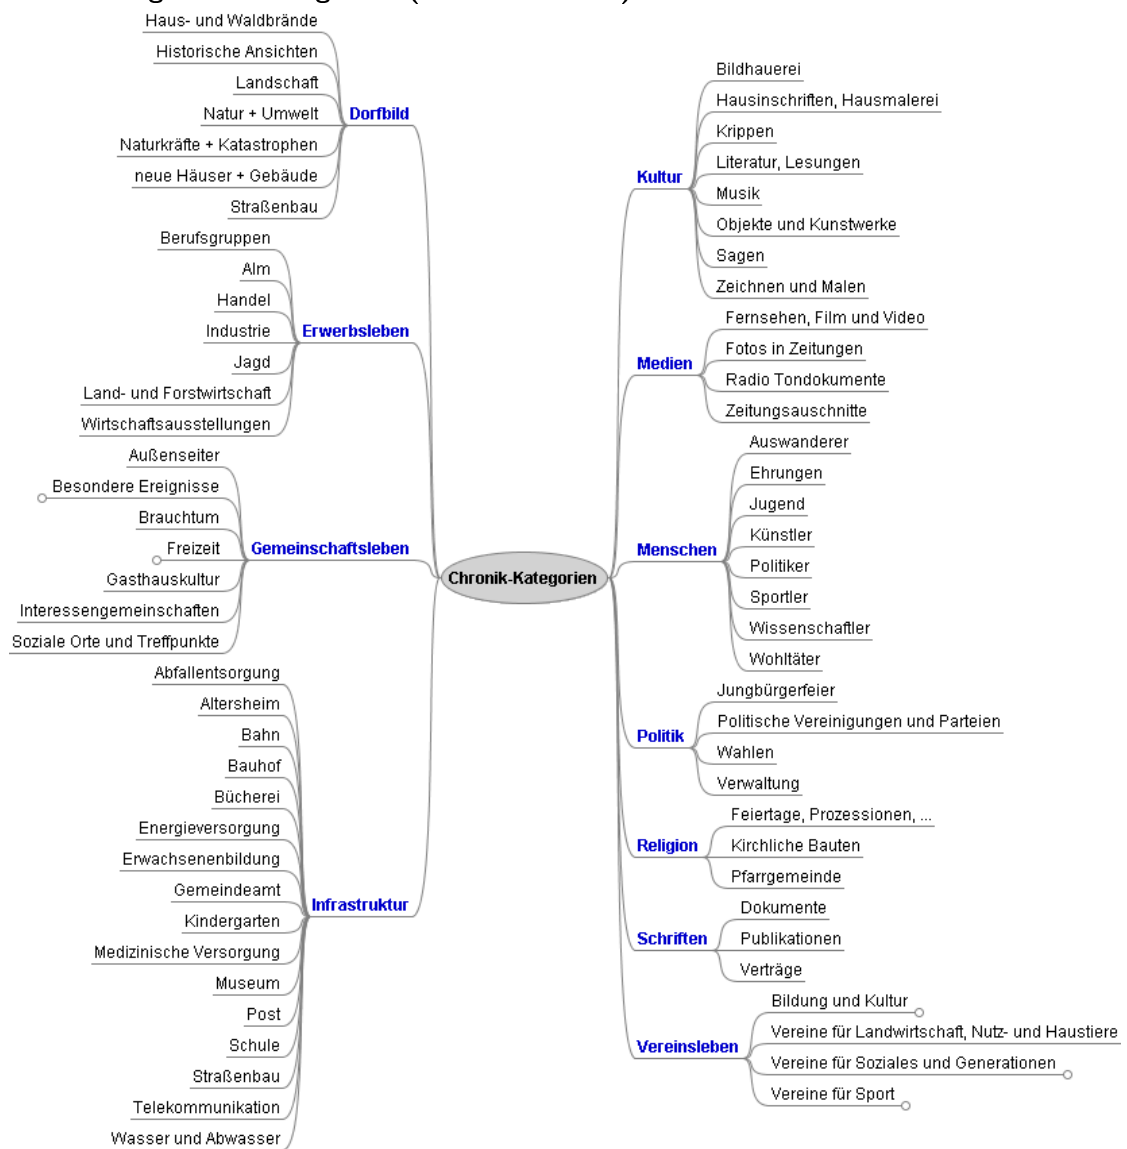 Haus- und Waldbrände
Historische Ansichten
Landschaft
Natur + Umwelt
Naturkräfte + Katastrophen
neue Häuser + Gebäude
Straßenbau
Dorfbild
Berufsgruppen
Alm
Handel
Industrie
Jagd
Land- und Forstwirtschaft
Wirtschaftsausstellungen
Erwerbsleben
Außenseiter
Besondere Ereignisse
Brauchtum
Freizeit
Gasthauskultur
Interessengemeinschaften
Soziale Orte und Treffpunkte
Gemeinschaftsleben
Abfallentsorgung
Altersheim
Bahn
Bauhof
Bücherei
Energieversorgung
Erwachsenenbildung
Gemeindeamt
Kindergarten
Medizinische Versorgung
Museum
Post
Schule
Straßenbau
Telekommunikation
Wasser und Abwasser
Infrastruktur
Chronik-Kategorien
Kultur
Bildhauerei
Hausinschriften, Hausmalerei
Krippen
Literatur, Lesungen
Musik
Objekte und Kunstwerke
Sagen
Zeichnen und Malen
Medien
Fernsehen, Film und Video
Fotos in Zeitungen
Radio Tondokumente
Zeitungsauschnitte
Menschen
Auswanderer
Ehrungen
Jugend
Künstler
Politiker
Sportler
Wissenschaftler
Wohltäter
Politik
Jungbürgerfeier
Politische Vereinigungen und Parteien
Wahlen
Verwaltung
Religion
Feiertage, Prozessionen, ...
Kirchliche Bauten
Pfarrgemeinde
Schriften
Dokumente
Publikationen
Verträge
Vereinsleben
Bildung und Kultur
Vereine für Landwirtschaft, Nutz- und Haustiere
Vereine für Soziales und Generationen
Vereine für Sport